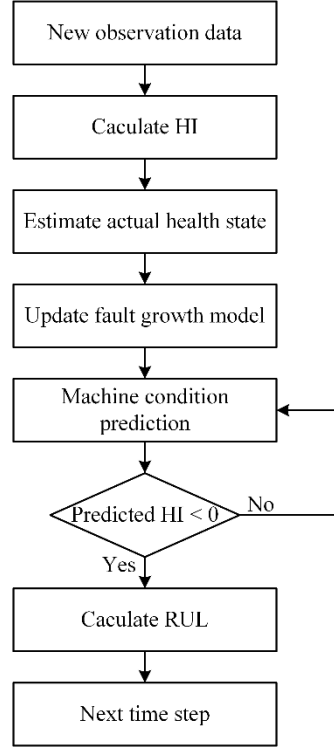 New observation data
Caculate HI
Estimate actual health state
Update fault growth model
Machine condition
prediction
Predicted HI < 0
No
Yes
Caculate RUL
Next time step